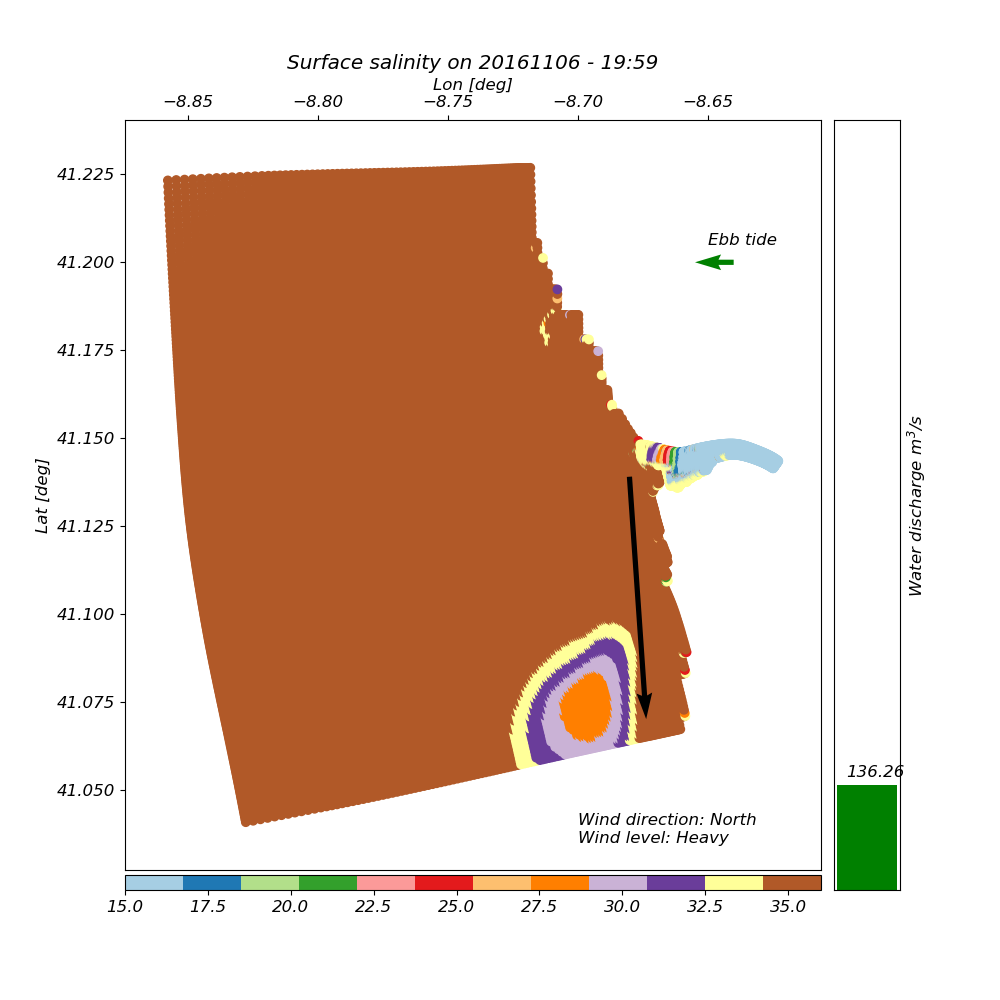 Surface salinity on 20161106 - 19:59
Lon [deg]
−8.85 −8.80 −8.75 −8.70 −8.65
41.225
41.200
41.175
41.150
41.125
41.100
41.075
41.050
Lat [deg]
Ebb tide
Water discharge m³/s
136.26
Wind direction: North
Wind level: Heavy
15.0 17.5 20.0 22.5 25.0 27.5 30.0 32.5 35.0